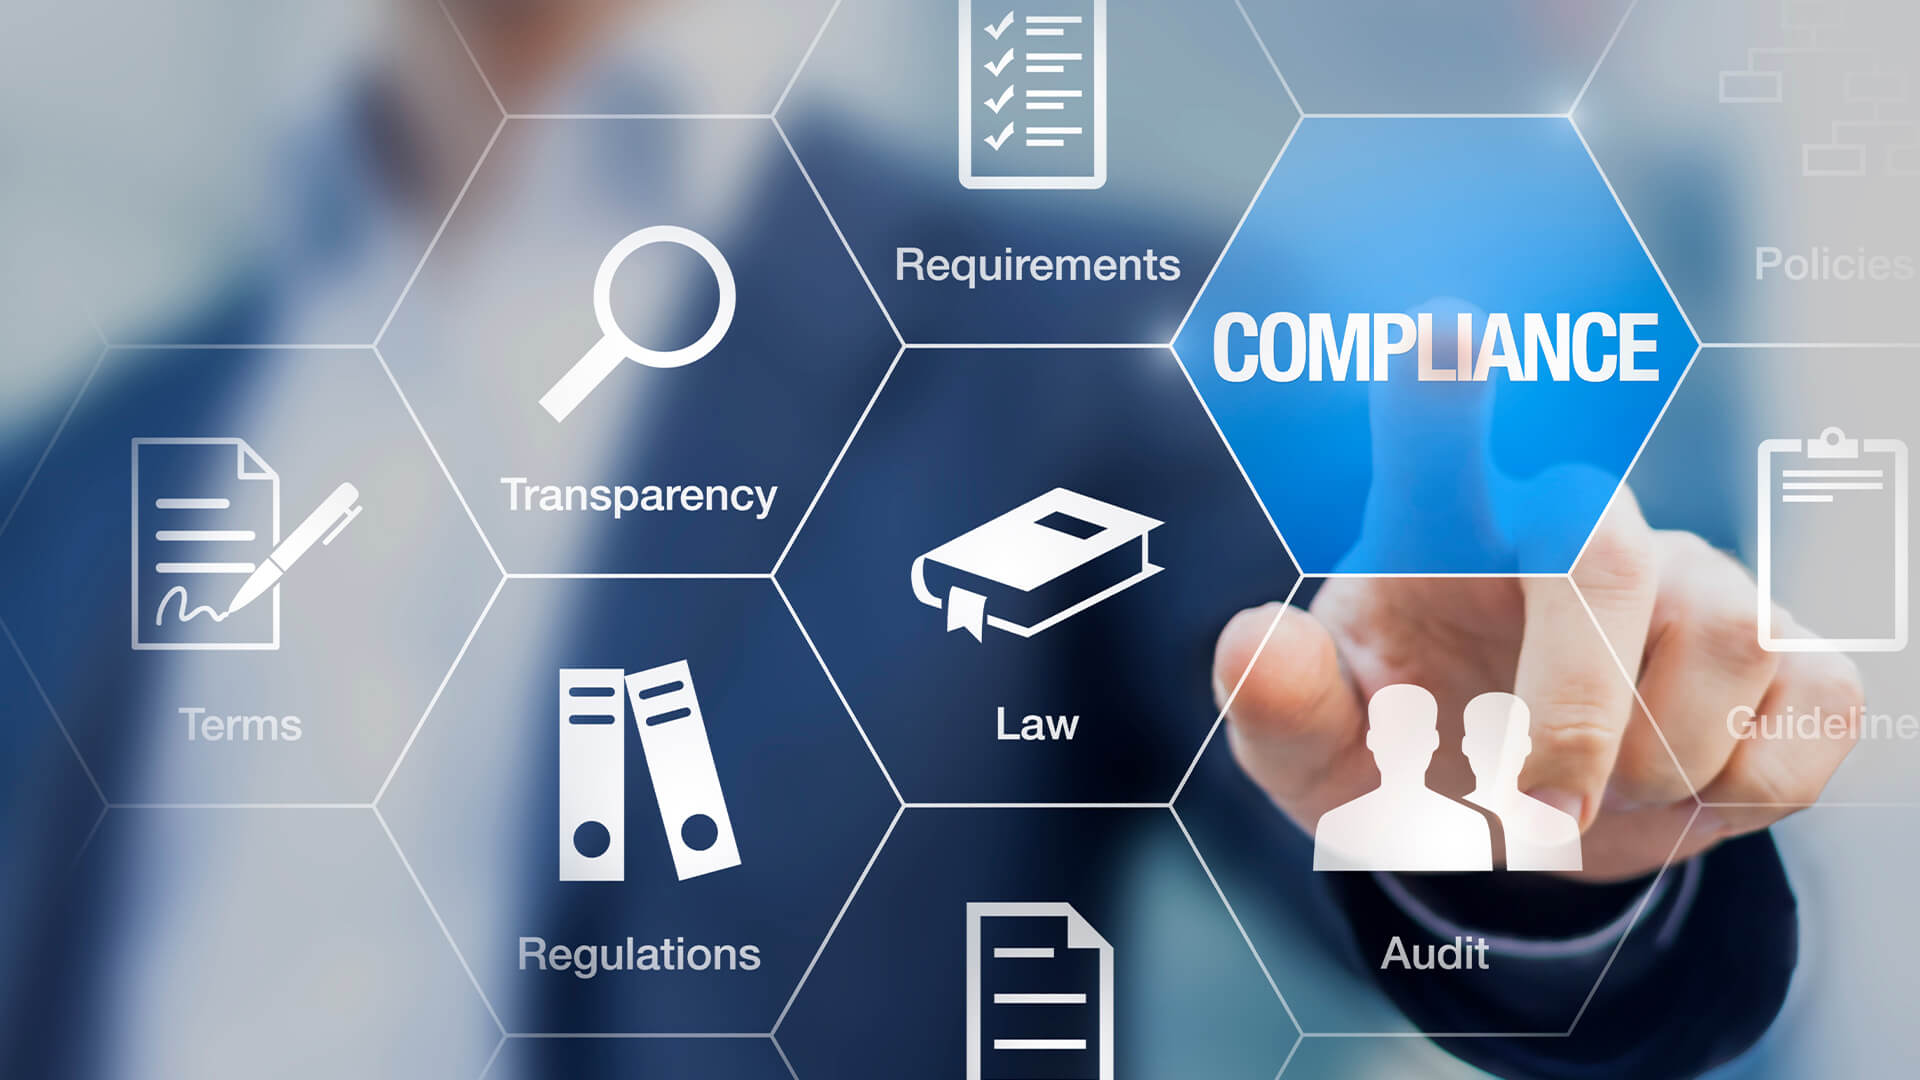 Requirements
Policies
COMPLIANCE
Transparency
Terms
Law
Guideline
Regulations
Audit